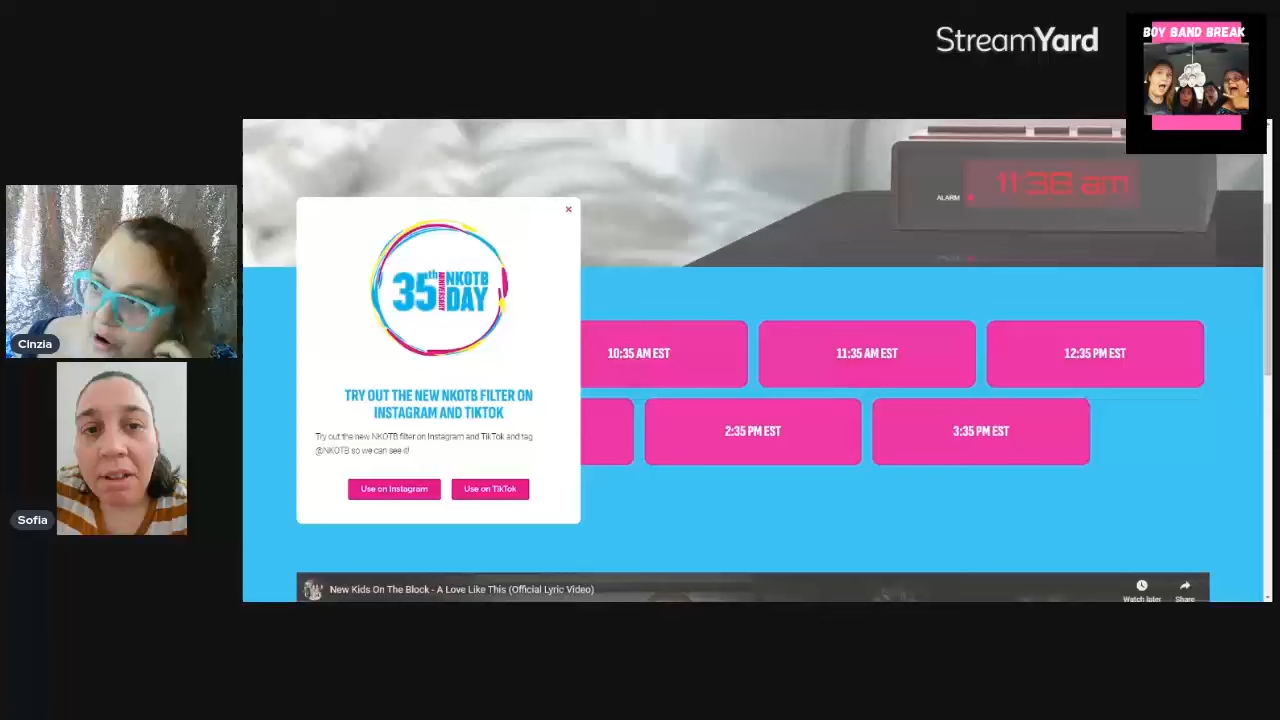 StreamYard
BOY BAND BREAK
11:38 am
ALARM
35th ANNIVERSARY NKOTB DAY
TRY OUT THE NEW NKOTB FILTER ON
INSTAGRAM AND TIKTOK
Try out the new NKOTB filter on Instagram and TikTok and tag
@NKOTB so we can see it!
Use on Instagram
Use on TikTok
10:35 AM EST
11:35 AM EST
12:35 PM EST
2:35 PM EST
3:35 PM EST
Cinzia
Sofia
New Kids On The Block - A Love Like This (Official Lyric Video)
Watch later
Share